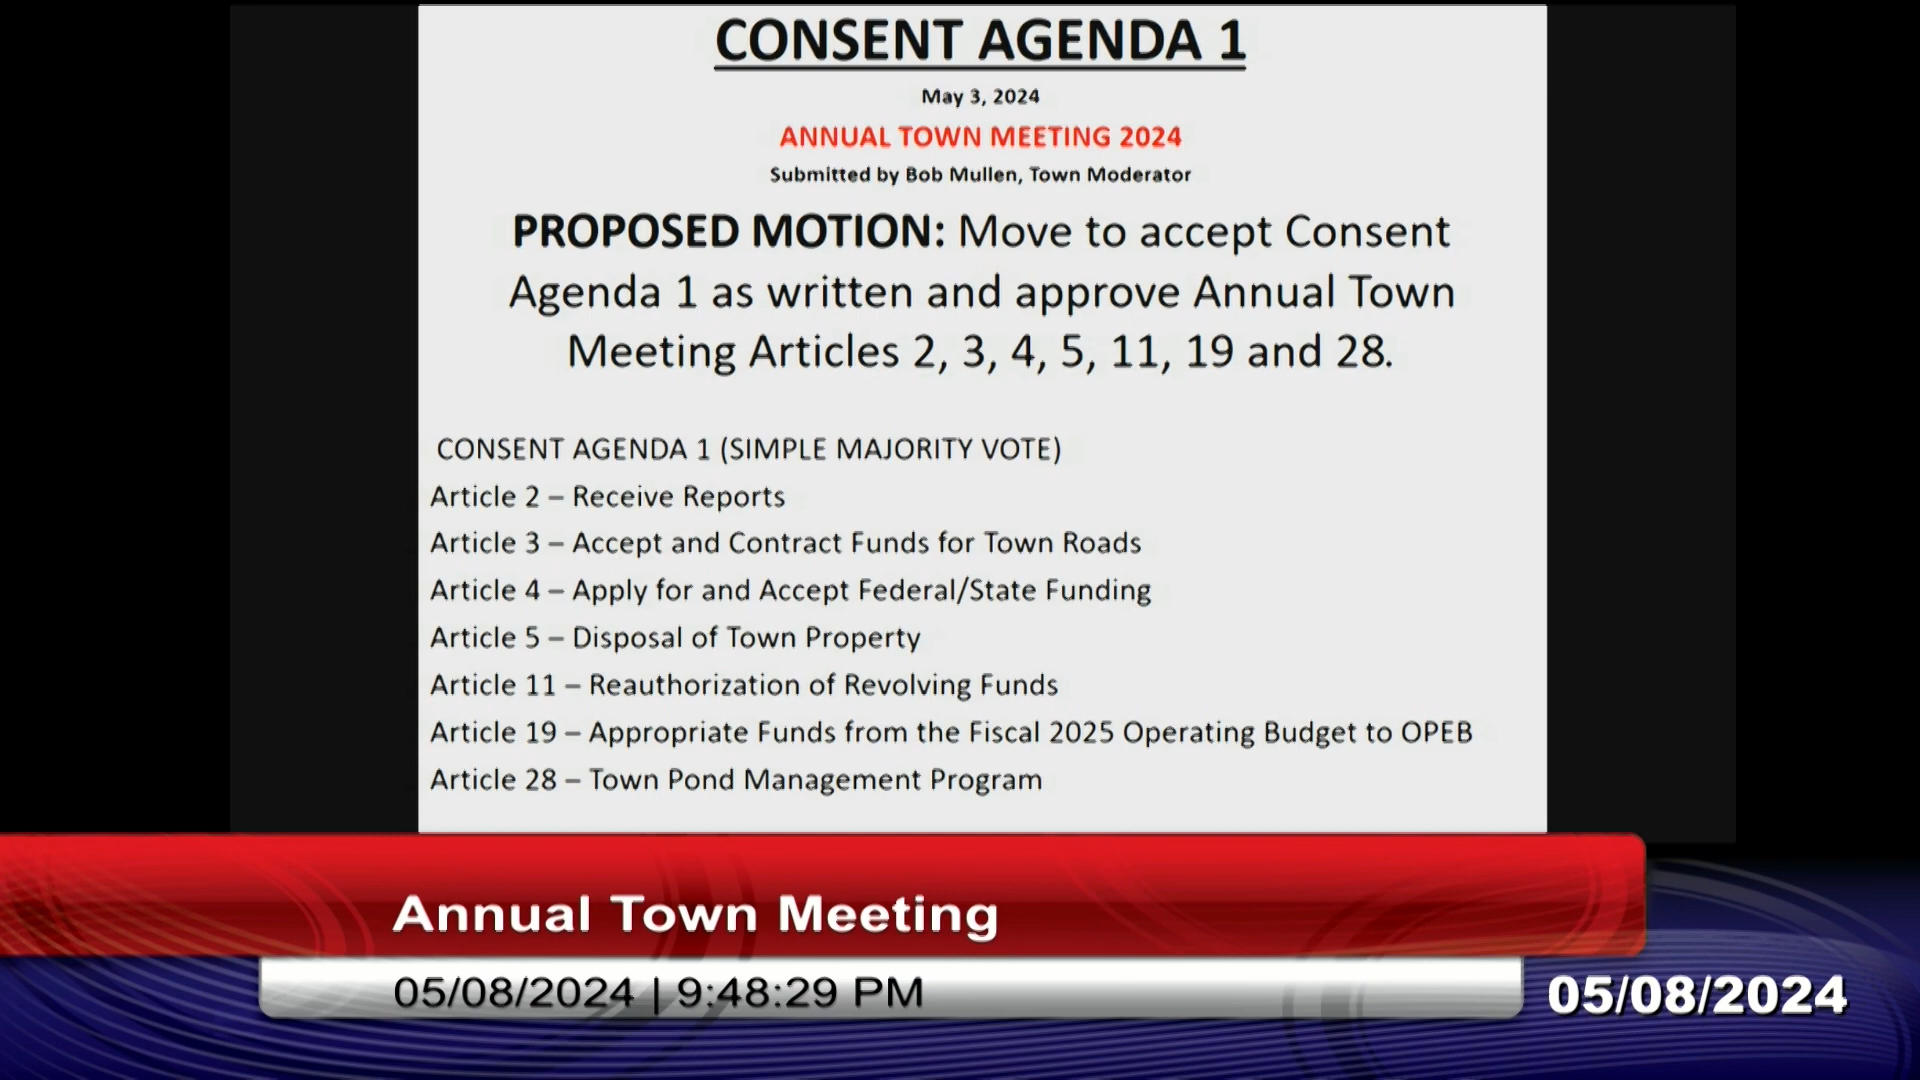 CONSENT AGENDA 1
May 3, 2024
ANNUAL TOWN MEETING 2024
Submitted by Bob Mullen, Town Moderator
PROPOSED MOTION: Move to accept Consent
Agenda 1 as written and approve Annual Town
Meeting Articles 2, 3, 4, 5, 11, 19 and 28.
CONSENT AGENDA 1 (SIMPLE MAJORITY VOTE)
Article 2 – Receive Reports
Article 3 – Accept and Contract Funds for Town Roads
Article 4 – Apply for and Accept Federal/State Funding
Article 5 – Disposal of Town Property
Article 11 – Reauthorization of Revolving Funds
Article 19 – Appropriate Funds from the Fiscal 2025 Operating Budget to OPEB
Article 28 – Town Pond Management Program
Annual Town Meeting
05/08/2024 | 9:48:29 PM
05/08/2024